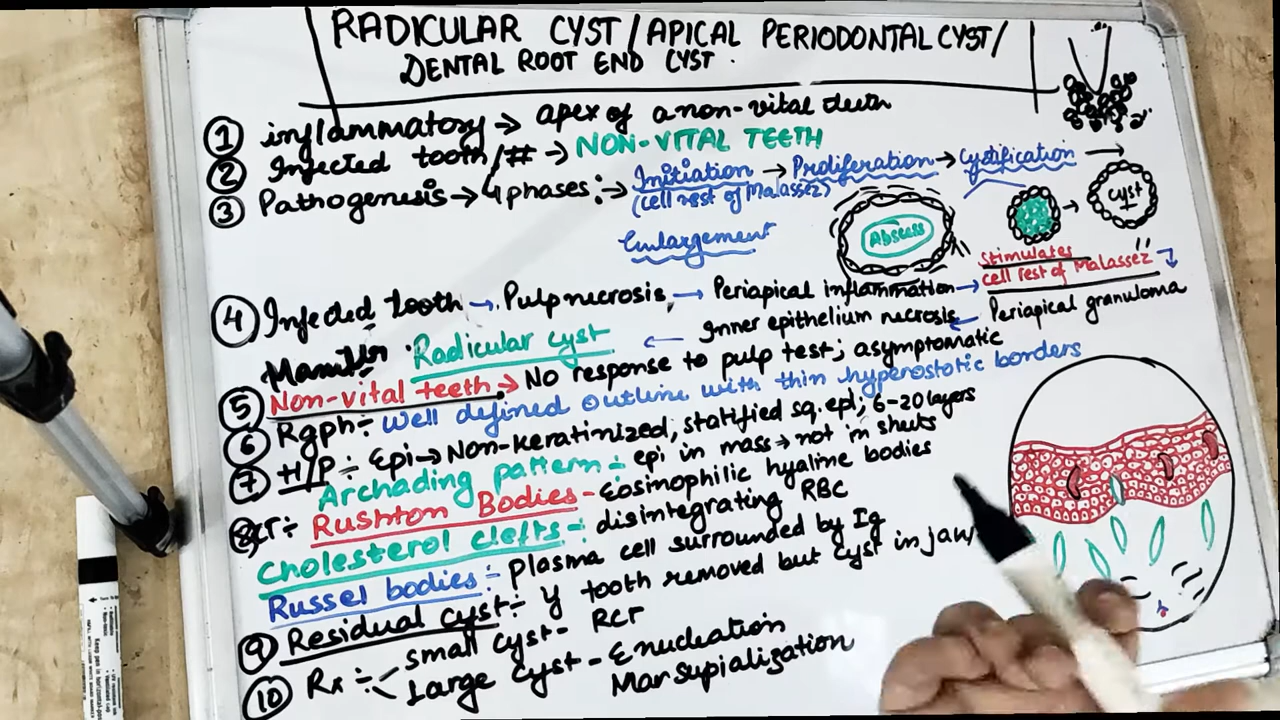 RADICULAR CYST/APICAL PERIODONTAL CYST/
DENTAL ROOT END CYST.
① inflammatory → apex of a non-vital teeth
② Infected tooth/# → NON-VITAL TEETH
③ Pathogenesis → 4 phases: → Initiation → Proliferation → Cystification →
(cell rest of Malassez)
Enlargement
Abscess
cyst
④ Infected tooth → Pulp necrosis, → Periapical inflammation → stimulates
cell rest of Malassez"
Radicular cyst ← Inner epithelium necrosis ← Periapical granuloma
⑤ Non-vital teeth → No response to pulp test; asymptomatic
⑥ Rgph÷ well defined outline with thin hyperostotic borders
⑦ H/P ÷ Epi → Non-keratinized, statified sq. epl; 6-20 layers
Archading pattern ÷ epi in mass → not in sheets
⑧ CT÷ Rushton Bodies - Eosinophilic hyaline bodies
Cholesterol clefts - disintegrating RBC
Russel bodies ÷ plasma cell surrounded by Ig
⑨ Residual cyst÷ if tooth removed but cyst in jaw
⑩ Rx ÷ small cyst - RCT
Large cyst - Enucleation
Marsupialization